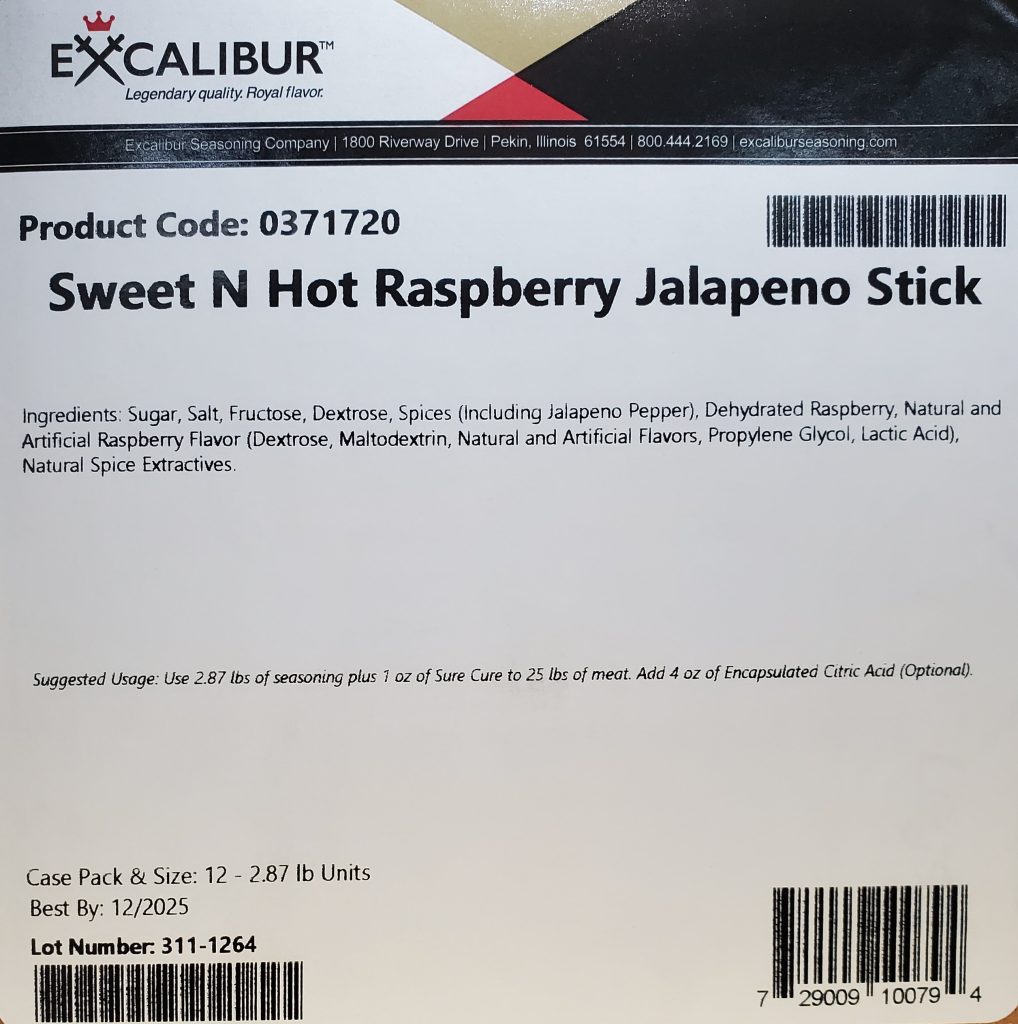 EXCALIBUR™
Legendary quality. Royal flavor.
Excalibur Seasoning Company | 1800 Riverway Drive | Pekin, Illinois 61554 | 800.444.2169 | excaliburseasoning.com
Product Code: 0371720
Sweet N Hot Raspberry Jalapeno Stick
Ingredients: Sugar, Salt, Fructose, Dextrose, Spices (Including Jalapeno Pepper), Dehydrated Raspberry, Natural and
Artificial Raspberry Flavor (Dextrose, Maltodextrin, Natural and Artificial Flavors, Propylene Glycol, Lactic Acid),
Natural Spice Extractives.
Suggested Usage: Use 2.87 lbs of seasoning plus 1 oz of Sure Cure to 25 lbs of meat. Add 4 oz of Encapsulated Citric Acid (Optional).
Case Pack & Size: 12 - 2.87 lb Units
Best By: 12/2025
Lot Number: 311-1264
7 29009 10079 4